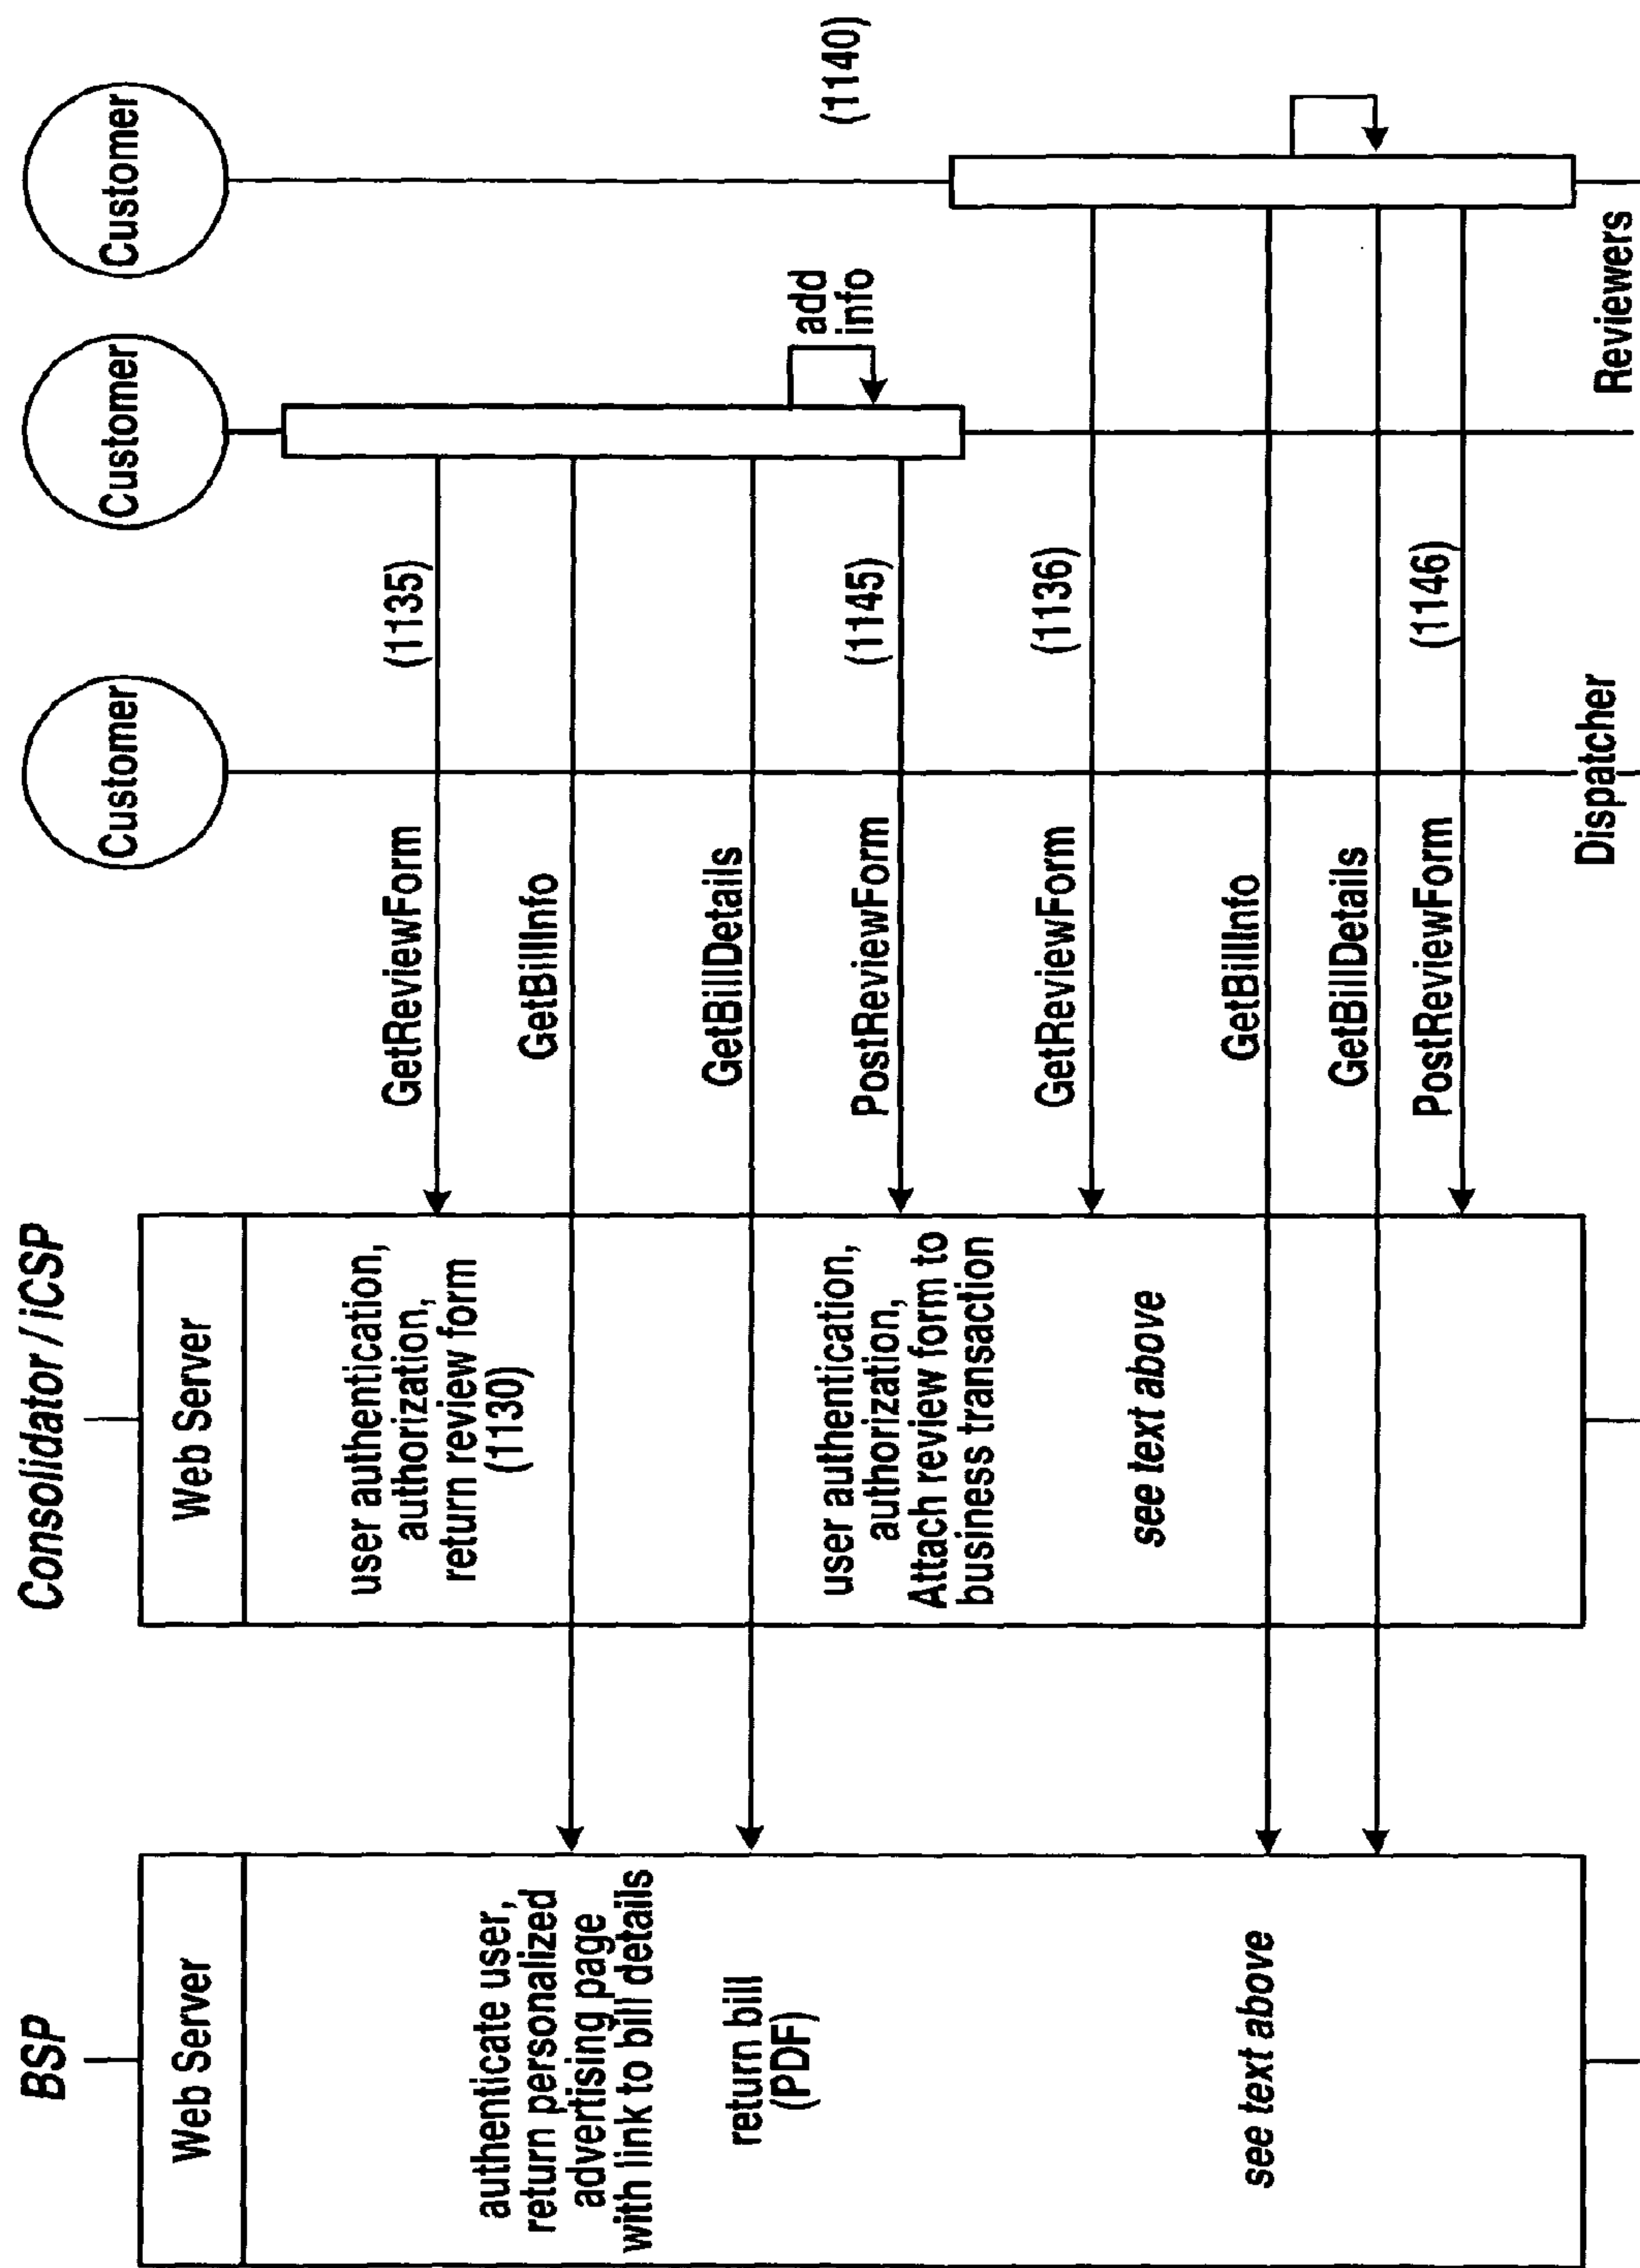 BSP
Consolidator / iCSP
Web Server
Web Server
Customer
Customer
Customer
GetReviewForm
(1135)
user authentication,
authorization,
return review form
(1130)
GetBillInfo
authenticate user,
return personalized
advertising page
with link to bill details
GetBillDetails
return bill
(PDF)
add
info
PostReviewForm
(1145)
user authentication,
authorization,
Attach review form to
business transaction
(1140)
GetReviewForm
(1136)
see text above
GetBillInfo
see text above
GetBillDetails
PostReviewForm
(1146)
Dispatcher
Reviewers